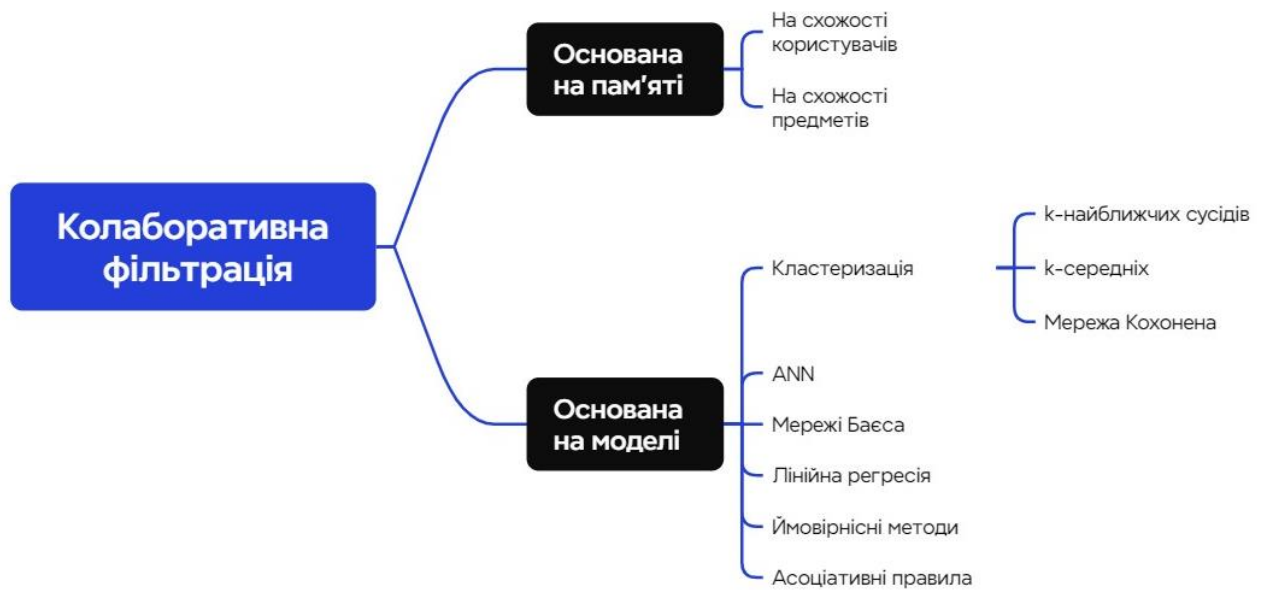 Колаборативна
фільтрація
Основана
на пам'яті
На схожості
користувачів
На схожості
предметів
Основана
на моделі
Кластеризація
k-найближчих сусідів
k-середніх
Мережа Кохонена
ANN
Мережі Баєса
Лінійна регресія
Ймовірнісні методи
Асоціативні правила